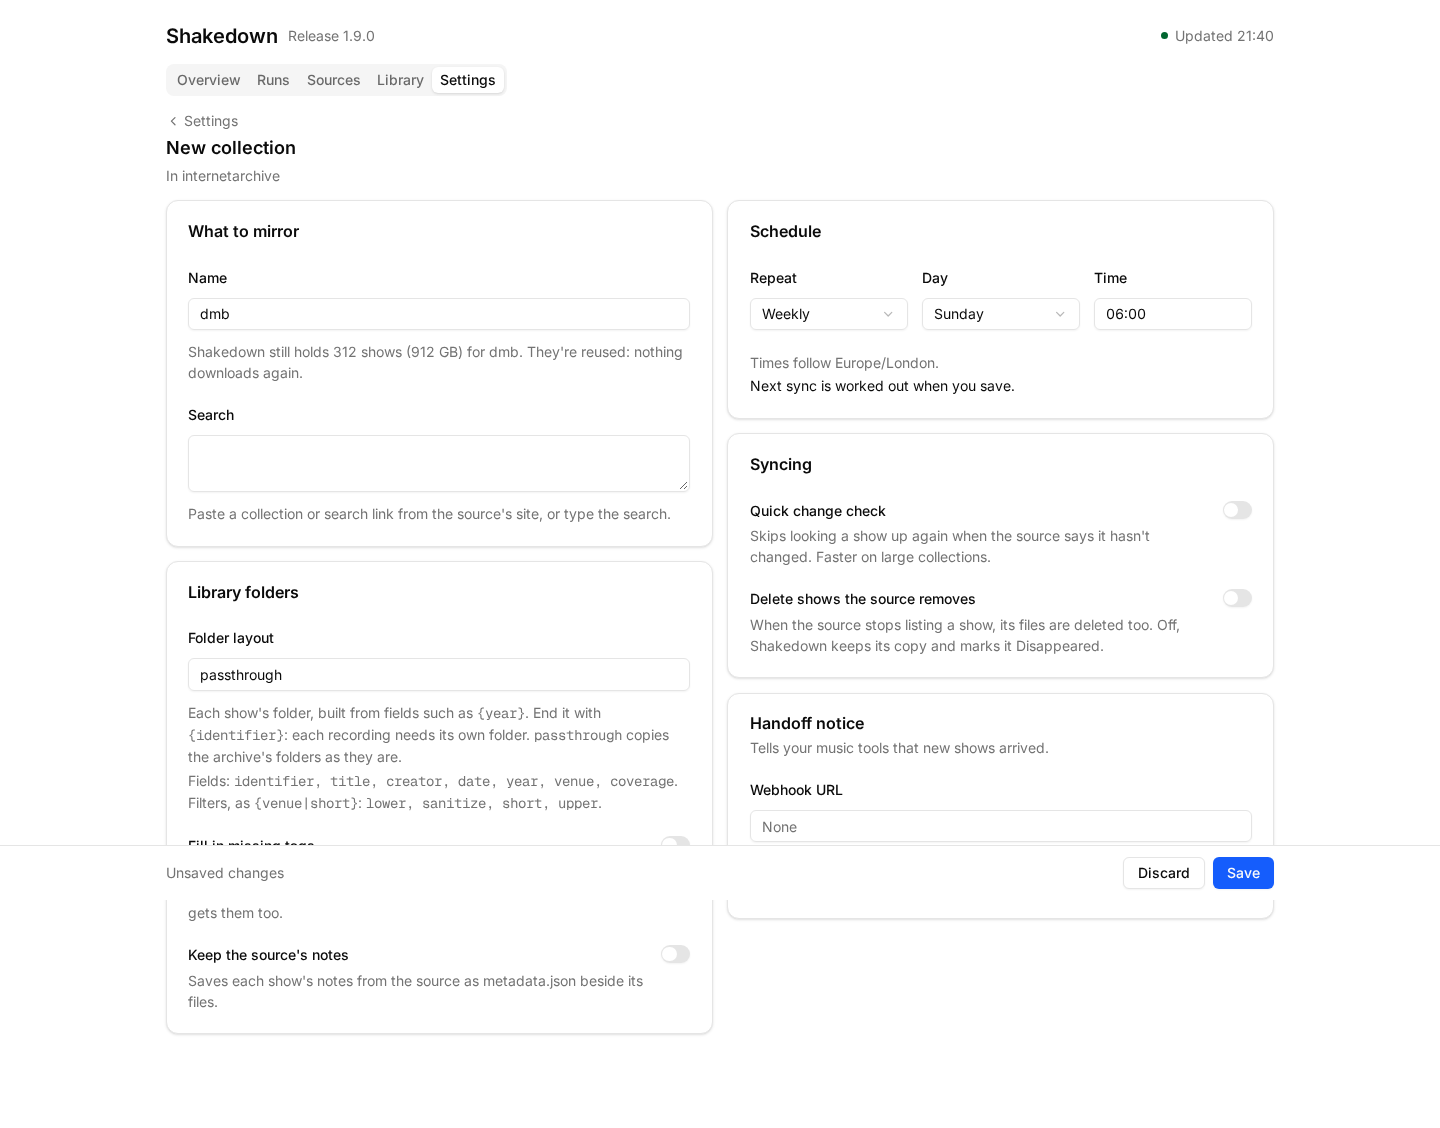 Shakedown Release 1.9.0
Updated 21:40
Overview Runs Sources Library Settings
Settings
New collection
In internetarchive
What to mirror
Name
dmb
Shakedown still holds 312 shows (912 GB) for dmb. They're reused: nothing
downloads again.
Search
Paste a collection or search link from the source's site, or type the search.
Library folders
Folder layout
passthrough
Each show's folder, built from fields such as {year}. End it with
{identifier}: each recording needs its own folder. passthrough copies
the archive's folders as they are.
Fields: identifier, title, creator, date, year, venue, coverage.
Filters, as {venue|short}: lower, sanitize, short, upper.
Fill in missing tags
gets them too.
Keep the source's notes
Saves each show's notes from the source as metadata.json beside its
files.
Schedule
Repeat Day Time
Weekly Sunday 06:00
Times follow Europe/London.
Next sync is worked out when you save.
Syncing
Quick change check
Skips looking a show up again when the source says it hasn't
changed. Faster on large collections.
Delete shows the source removes
When the source stops listing a show, its files are deleted too. Off,
Shakedown keeps its copy and marks it Disappeared.
Handoff notice
Tells your music tools that new shows arrived.
Webhook URL
None
Unsaved changes
Discard Save